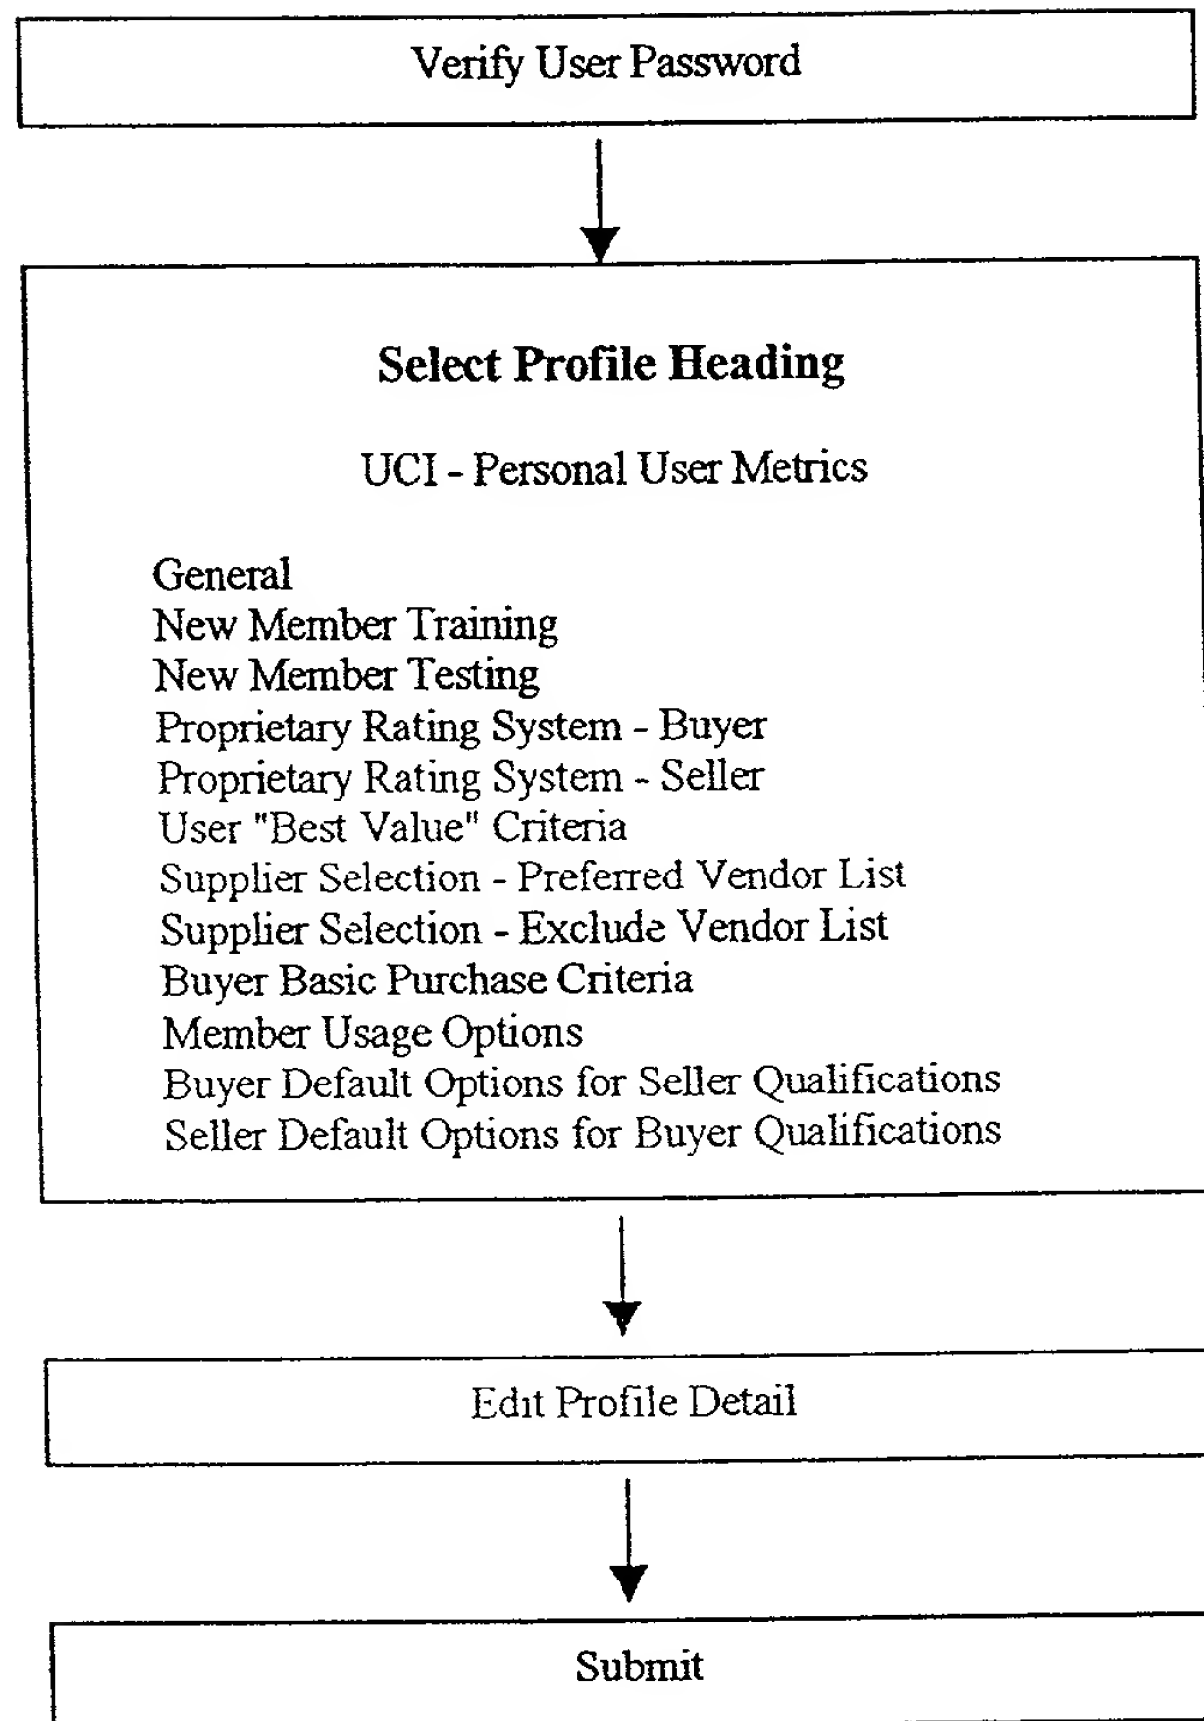 Verify User Password
Select Profile Heading
UCI - Personal User Metrics
General
New Member Training
New Member Testing
Proprietary Rating System - Buyer
Proprietary Rating System - Seller
User "Best Value" Criteria
Supplier Selection - Preferred Vendor List
Supplier Selection - Exclude Vendor List
Buyer Basic Purchase Criteria
Member Usage Options
Buyer Default Options for Seller Qualifications
Seller Default Options for Buyer Qualifications
Edit Profile Detail
Submit